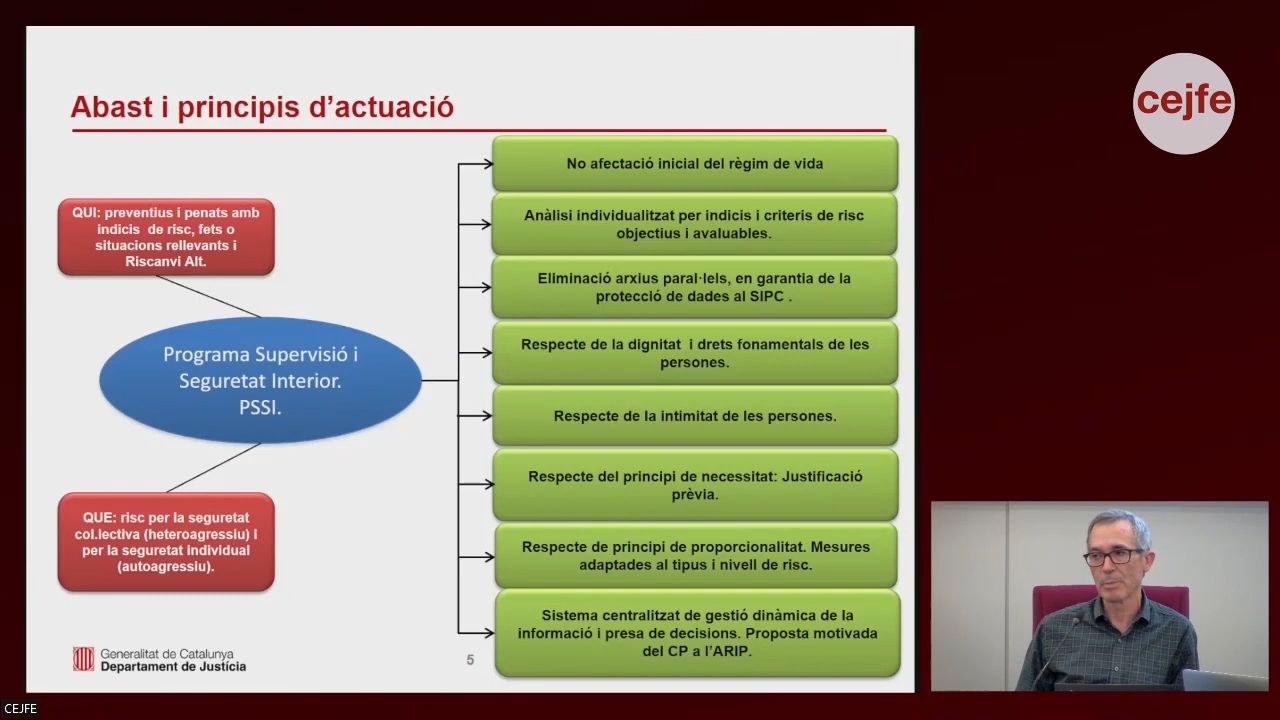 Abast i principis d’actuació
QUI: preventius i penats amb
indicis  de risc, fets o
situacions rellevants i
Riscanvi Alt.
Programa Supervisió i
Seguretat Interior.
PSSI.
QUE: risc per la seguretat
col.lectiva (heteroagressiu) i
per la seguretat individual
(autoagressiu).
No afectació inicial del règim de vida
Anàlisi individualitzat per indicis i criteris de risc
objectius i avaluables.
Eliminació arxius paral·lels, en garantia de la
protecció de dades al SIPC .
Respecte de la dignitat  i drets fonamentals de les
persones.
Respecte de la intimitat de les persones.
Respecte del principi de necessitat: Justificació
prèvia.
Respecte de principi de proporcionalitat. Mesures
adaptades al tipus i nivell de risc.
Sistema centralitzat de gestió dinàmica de la
informació i presa de decisions. Proposta motivada
del CP a l’ARIP.
Generalitat de Catalunya
Departament de Justícia
5
cejfe
CEJFE